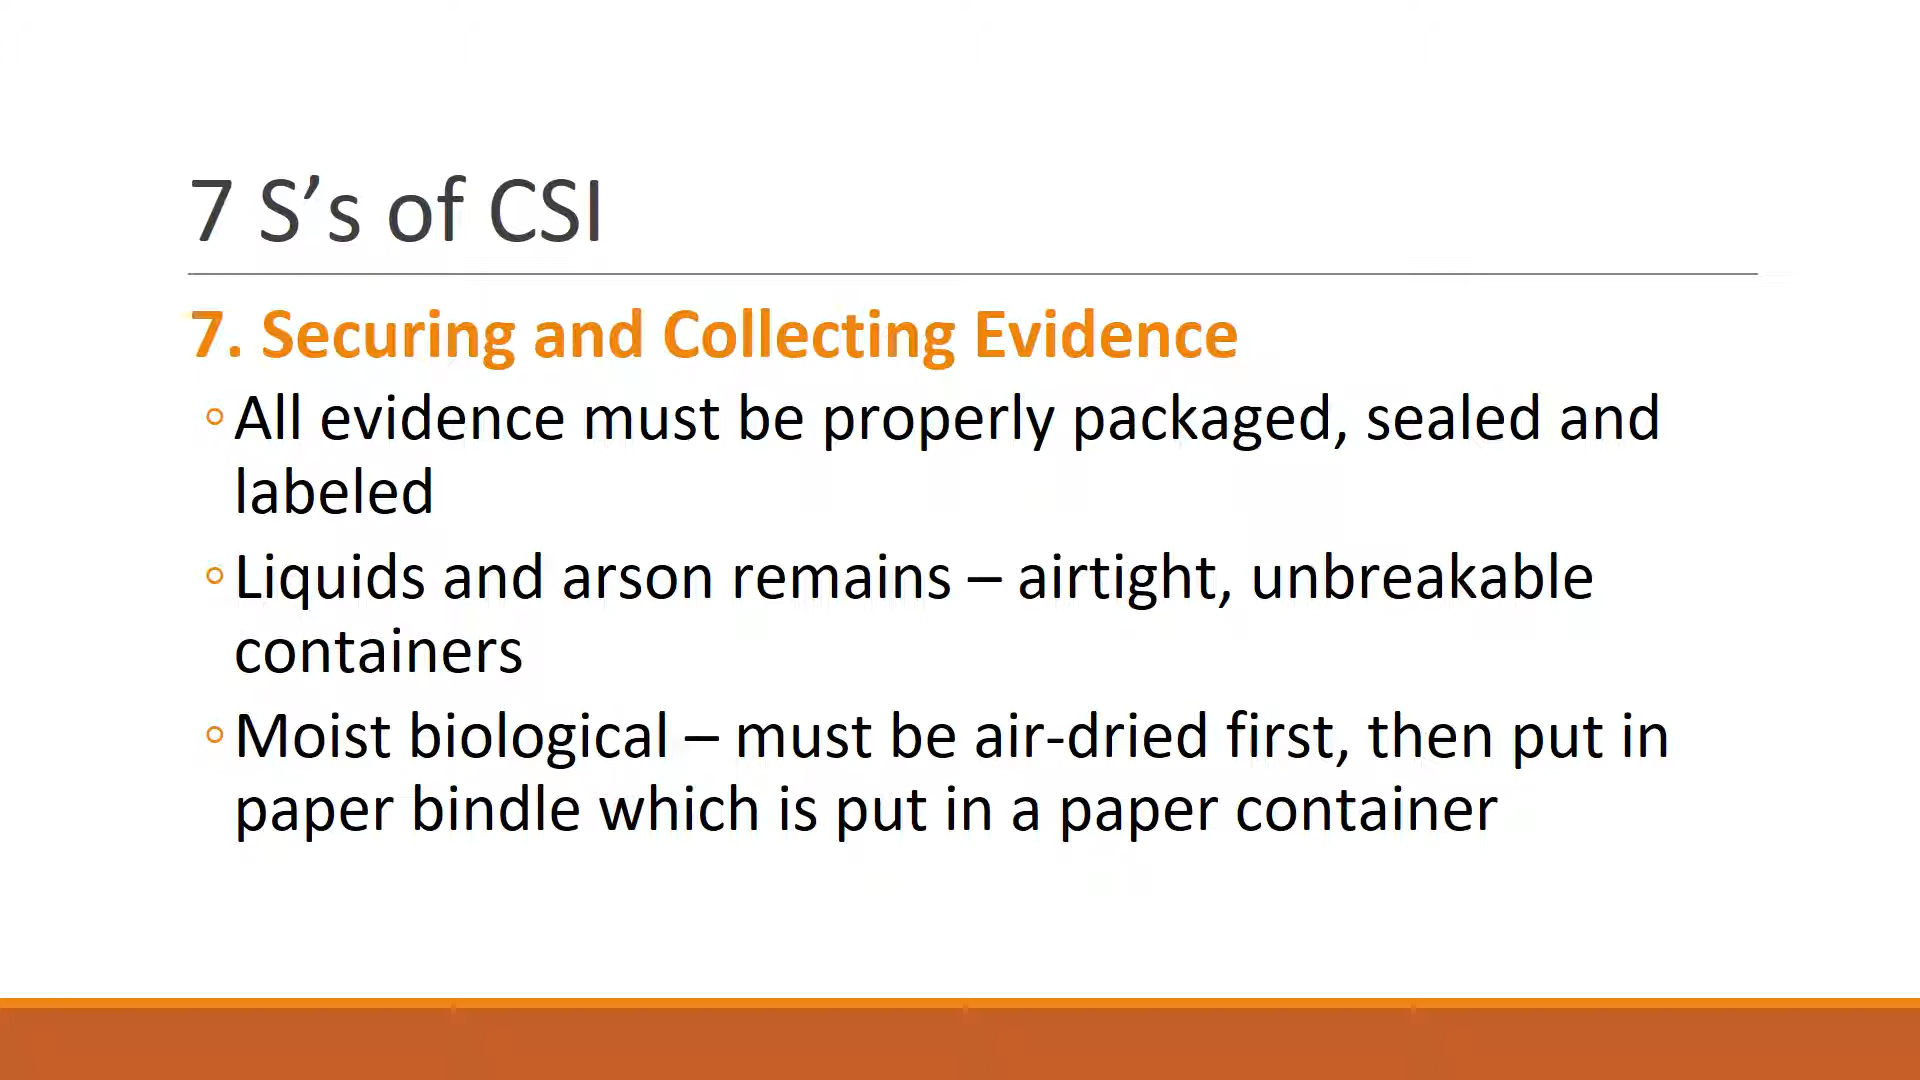 7 S’s of CSI
7. Securing and Collecting Evidence
◦All evidence must be properly packaged, sealed and
labeled
◦Liquids and arson remains – airtight, unbreakable
containers
◦Moist biological – must be air-dried first, then put in
paper bindle which is put in a paper container